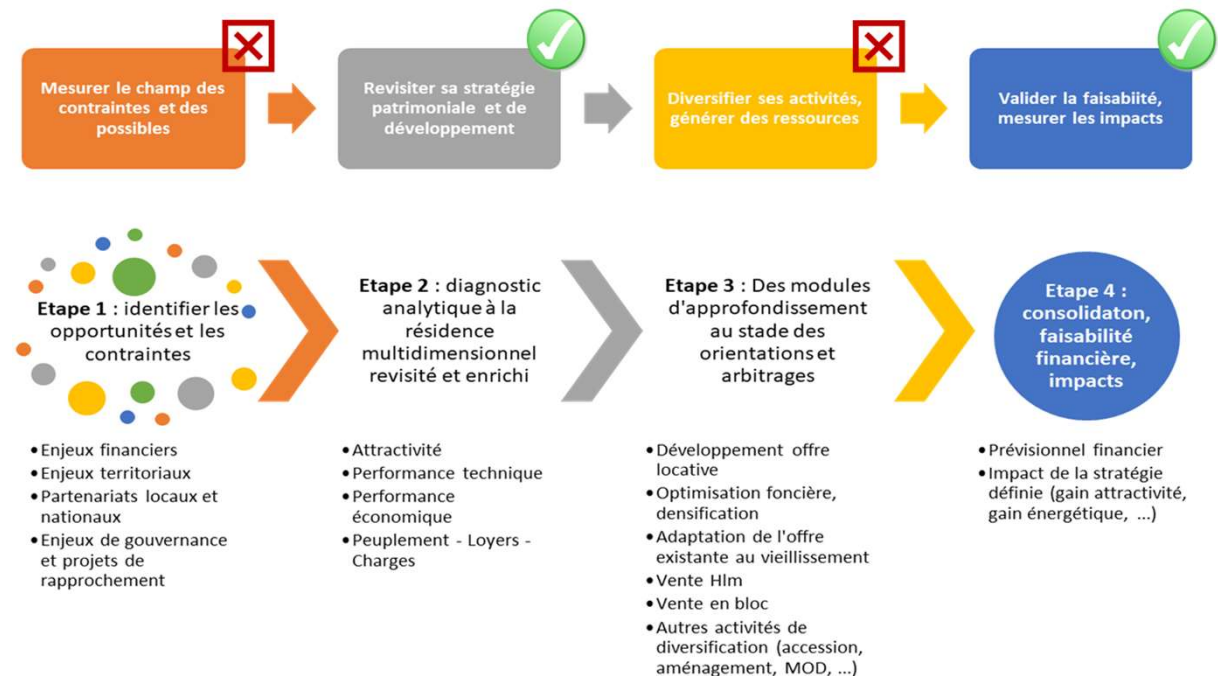 Mesurer le champ des
contraintes et des
possibles
Revisiter sa stratégie
patrimoniale et de
développement
Diversifier ses activités,
générer des ressources
Valider la faisabiité,
mesurer les impacts
Etape 1 : identifier les
opportunités et les
contraintes
Etape 2 : diagnostic
analytique à la
résidence
multidimensionnel
revisité et enrichi
Etape 3 : Des modules
d'approfondissement
au stade des
orientations et
arbitrages
Etape 4 :
consolidaton,
faisabilité
financière,
impacts
•Enjeux financiers
•Enjeux territoriaux
•Partenariats locaux et
nationaux
•Enjeux de gouvernance
et projets de
rapprochement
•Attractivité
•Performance technique
•Performance
économique
•Peuplement - Loyers -
Charges
•Développement offre
locative
•Optimisation foncière,
densification
•Adaptation de l'offre
existante au vieillissement
•Vente Hlm
•Vente en bloc
•Autres activités de
diversification (accession,
aménagement, MOD, ...)
•Prévisionnel financier
•Impact de la stratégie
définie (gain attractivité,
gain énergétique, ...)